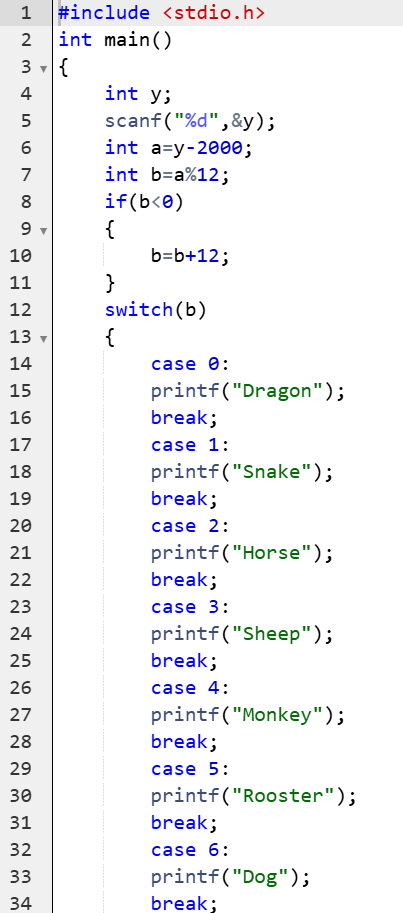 1 #include <stdio.h>
2 int main()
3 {
4 int y;
5 scanf("%d",&y);
6 int a=y-2000;
7 int b=a%12;
8 if(b<0)
9 {
10 b=b+12;
11 }
12 switch(b)
13 {
14 case 0:
15 printf("Dragon");
16 break;
17 case 1:
18 printf("Snake");
19 break;
20 case 2:
21 printf("Horse");
22 break;
23 case 3:
24 printf("Sheep");
25 break;
26 case 4:
27 printf("Monkey");
28 break;
29 case 5:
30 printf("Rooster");
31 break;
32 case 6:
33 printf("Dog");
34 break;